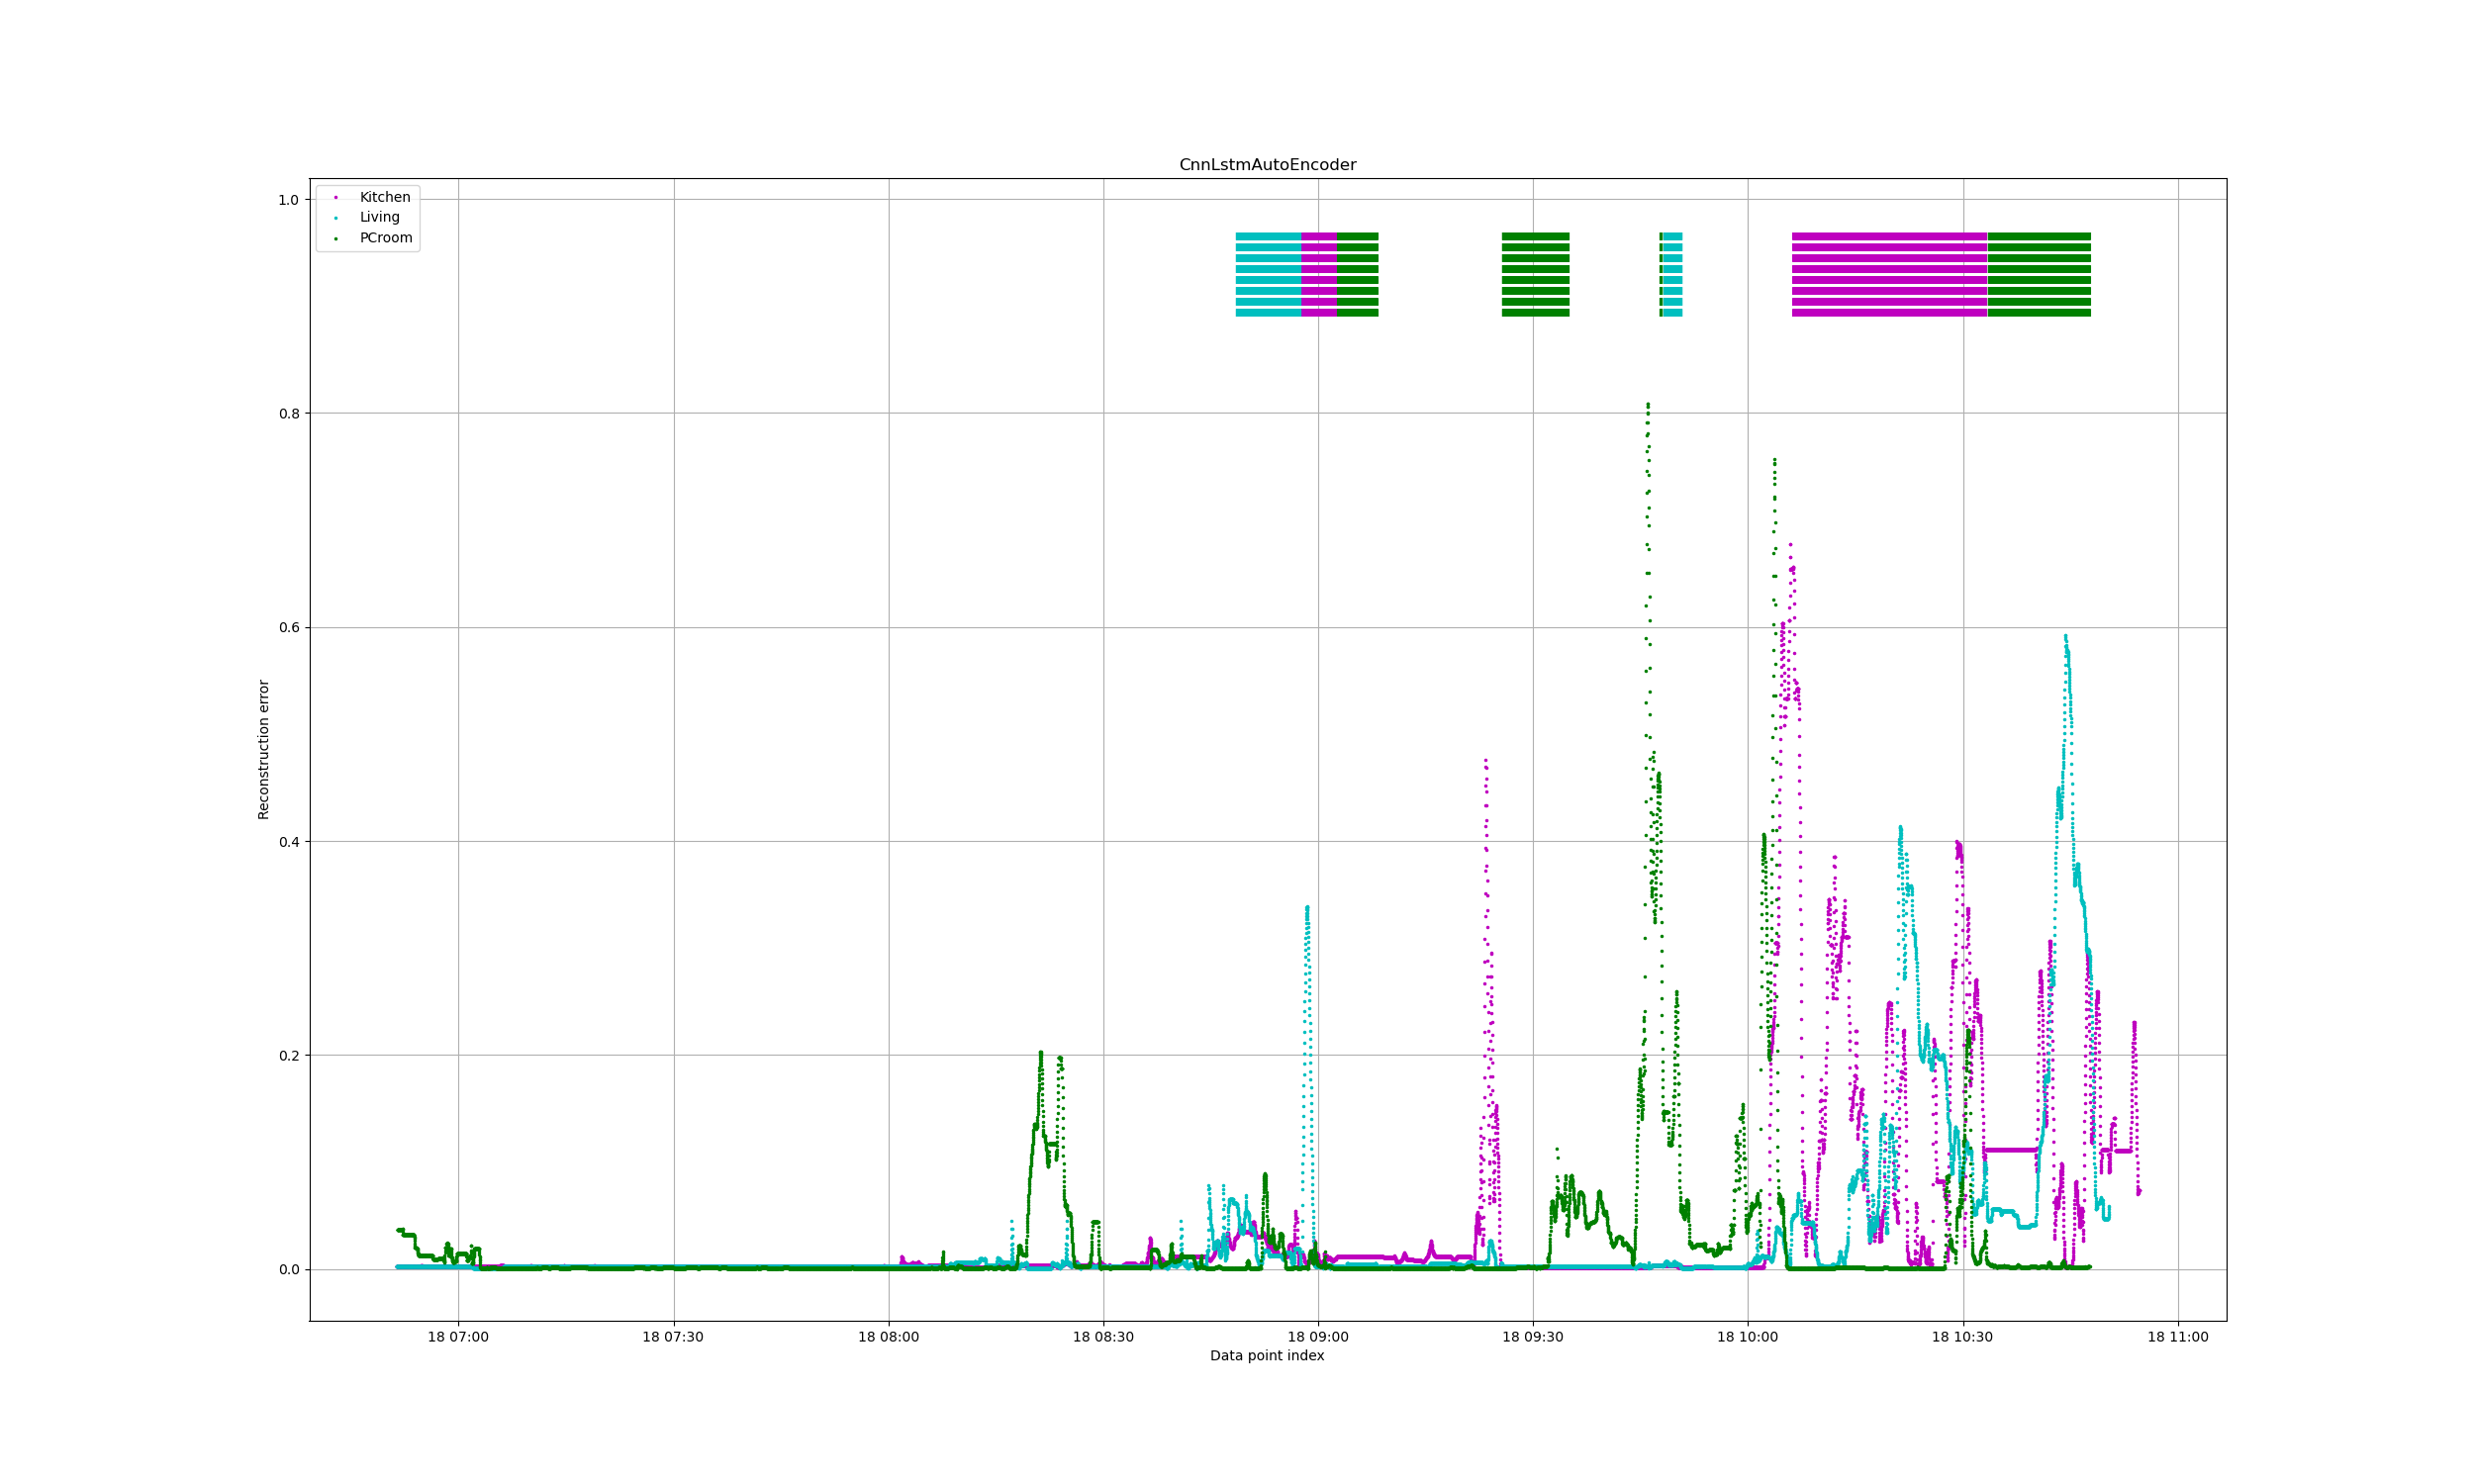 CnnLstmAutoEncoder
Kitchen
Living
PCroom
1.0
0.8
0.6
0.4
0.2
0.0
Reconstruction error
18 07:00
18 07:30
18 08:00
18 08:30
18 09:00
18 09:30
18 10:00
18 10:30
18 11:00
Data point index